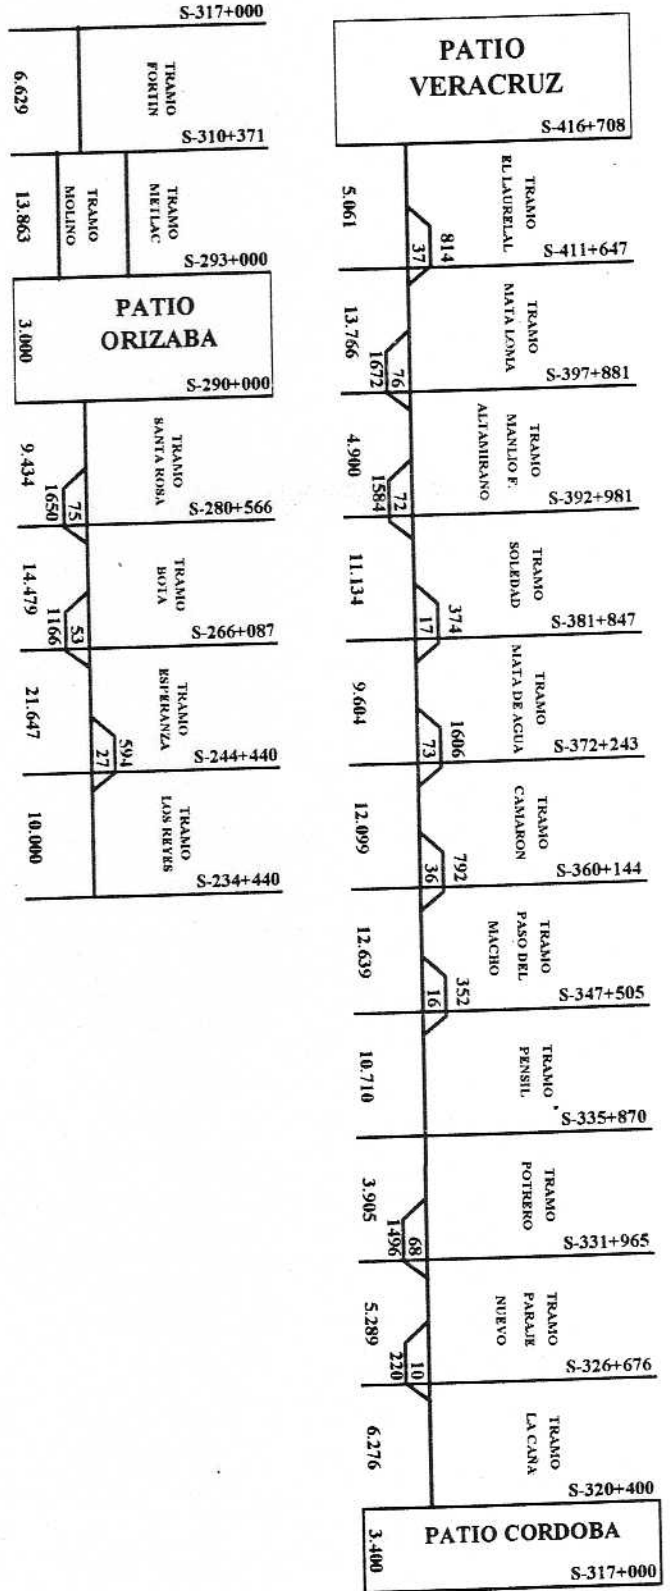 S-317+000
TRAMO
FORTIN
6.629
S-310+371
TRAMO
METLAC
TRAMO
MOLINO
13.863
S-293+000
PATIO
ORIZABA
3.000
S-290+000
TRAMO
SANTA ROSA
9.434
75
1650
S-280+566
TRAMO
BOTA
14.479
53
1166
S-266+087
TRAMO
ESPERANZA
21.647
594
27
S-244+440
TRAMO
LOS REYES
10.000
S-234+440
PATIO
VERACRUZ
S-416+708
TRAMO
EL LAURELAL
5.061
814
37
S-411+647
TRAMO
MATA LOMA
13.766
76
1672
S-397+881
TRAMO
MANLIO F.
ALTAMIRANO
4.900
72
1584
S-392+981
TRAMO
SOLEDAD
11.134
374
17
S-381+847
TRAMO
MATA DE AGUA
9.604
1606
73
S-372+243
TRAMO
CAMARON
12.099
792
36
S-360+144
TRAMO
PASO DEL
MACHO
12.639
352
16
S-347+505
TRAMO
PENSIL
10.710
S-335+870
TRAMO
POTRERO
3.905
68
1496
S-331+965
TRAMO
PARAJE
NUEVO
5.289
10
220
S-326+676
TRAMO
LA CAÑA
6.276
S-320+400
PATIO CORDOBA
3.400
S-317+000